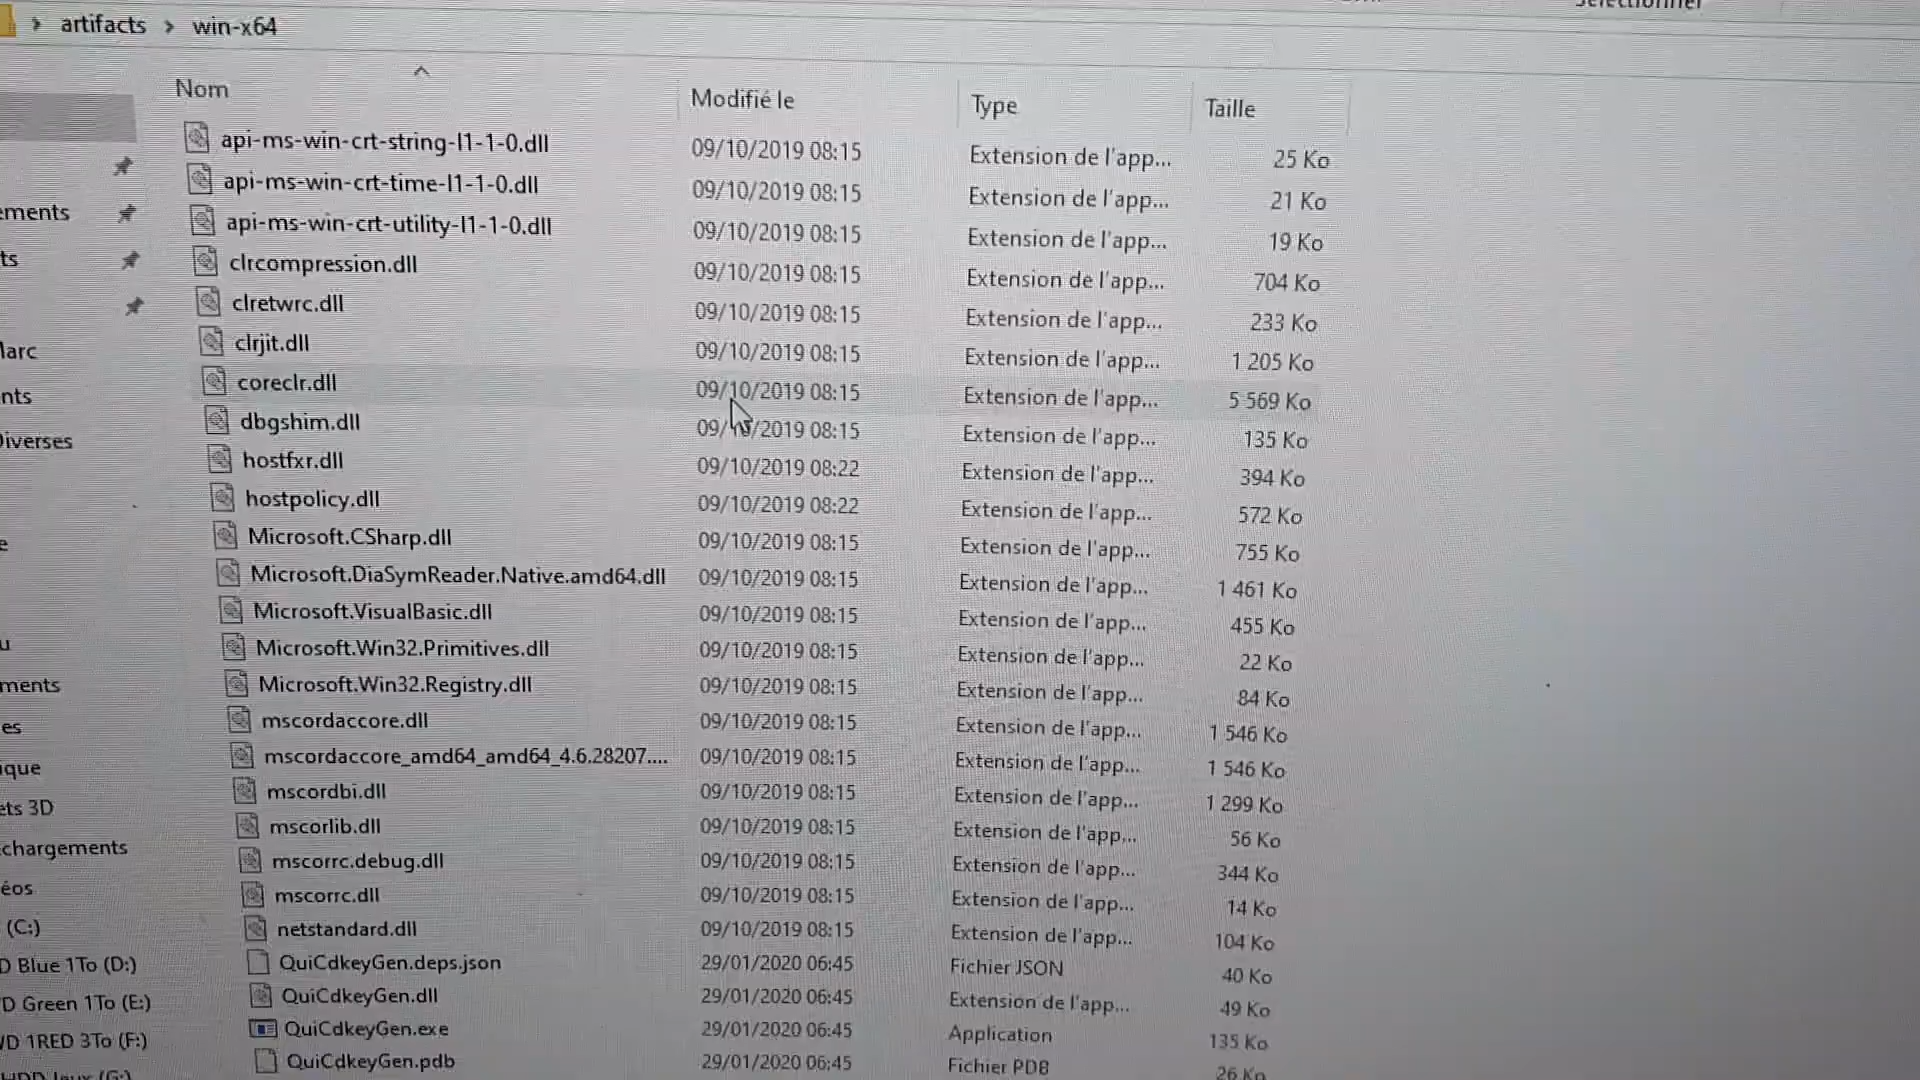 artifacts > win-x64
Nom Modifié le Type Taille
api-ms-win-crt-string-l1-1-0.dll 09/10/2019 08:15 Extension de l'app... 25 Ko
api-ms-win-crt-time-l1-1-0.dll 09/10/2019 08:15 Extension de l'app... 21 Ko
api-ms-win-crt-utility-l1-1-0.dll 09/10/2019 08:15 Extension de l'app... 19 Ko
clrcompression.dll 09/10/2019 08:15 Extension de l'app... 704 Ko
clretwrc.dll 09/10/2019 08:15 Extension de l'app... 233 Ko
clrjit.dll 09/10/2019 08:15 Extension de l'app... 1 205 Ko
coreclr.dll 09/10/2019 08:15 Extension de l'app... 5 569 Ko
dbgshim.dll 09/10/2019 08:15 Extension de l'app... 135 Ko
hostfxr.dll 09/10/2019 08:22 Extension de l'app... 394 Ko
hostpolicy.dll 09/10/2019 08:22 Extension de l'app... 572 Ko
Microsoft.CSharp.dll 09/10/2019 08:15 Extension de l'app... 755 Ko
Microsoft.DiaSymReader.Native.amd64.dll 09/10/2019 08:15 Extension de l'app... 1 461 Ko
Microsoft.VisualBasic.dll 09/10/2019 08:15 Extension de l'app... 455 Ko
Microsoft.Win32.Primitives.dll 09/10/2019 08:15 Extension de l'app... 22 Ko
Microsoft.Win32.Registry.dll 09/10/2019 08:15 Extension de l'app... 84 Ko
mscordaccore.dll 09/10/2019 08:15 Extension de l'app... 1 546 Ko
mscordaccore_amd64_amd64_4.6.28207.... 09/10/2019 08:15 Extension de l'app... 1 546 Ko
mscordbi.dll 09/10/2019 08:15 Extension de l'app... 1 299 Ko
mscorlib.dll 09/10/2019 08:15 Extension de l'app... 56 Ko
mscorrc.debug.dll 09/10/2019 08:15 Extension de l'app... 344 Ko
mscorrc.dll 09/10/2019 08:15 Extension de l'app... 14 Ko
netstandard.dll 09/10/2019 08:15 Extension de l'app... 104 Ko
QuiCdkeyGen.deps.json 29/01/2020 06:45 Fichier JSON 40 Ko
QuiCdkeyGen.dll 29/01/2020 06:45 Extension de l'app... 49 Ko
QuiCdkeyGen.exe 29/01/2020 06:45 Application 135 Ko
QuiCdkeyGen.pdb 29/01/2020 06:45 Fichier PDB 26 Ko
ements
ts
arc
nts
Diverses
e
u
ments
es
ique
ets 3D
chargements
éos
(C:)
D Blue 1To (D:)
D Green 1To (E:)
D 1RED 3To (F:)